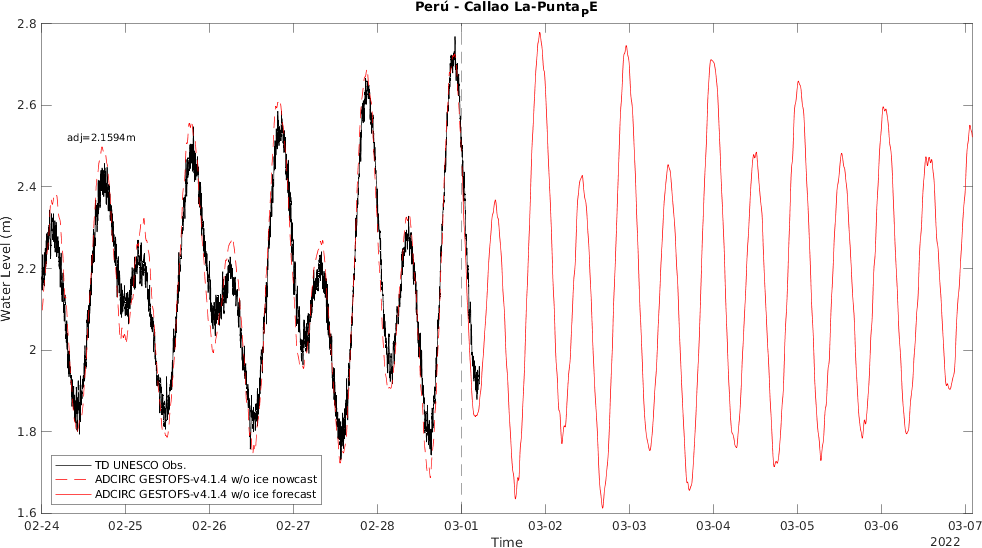 Perú - Callao La-Punta_pE
2.8
2.6
2.4
2.2
2
1.8
1.6
Water Level (m)
adj=2.1594m
TD UNESCO Obs.
ADCIRC GESTOFS-v4.1.4 w/o ice nowcast
ADCIRC GESTOFS-v4.1.4 w/o ice forecast
02-24 02-25 02-26 02-27 02-28 03-01 03-02 03-03 03-04 03-05 03-06 03-07
Time
2022